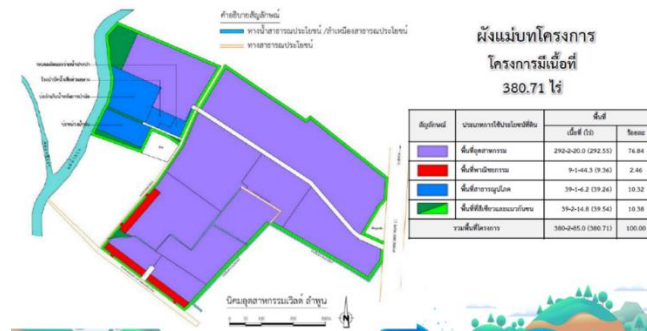 คำอธิบายสัญลักษณ์
ทางน้ำสาธารณประโยชน์ /ลำเหมืองสาธารณประโยชน์
ทางสาธารณประโยชน์
ผังแม่บทโครงการ
โครงการมีเนื้อที่
380.71 ไร่
สัญลักษณ์ ประเภทการใช้ประโยชน์ที่ดิน พื้นที่
เนื้อที่ (ไร่) ร้อยละ
พื้นที่อุตสาหกรรม 292-2-20.0 (292.55) 76.84
พื้นที่พาณิชยกรรม 9-1-44.3 (9.36) 2.46
พื้นที่สาธารณูปโภค 39-1-6.2 (39.26) 10.32
พื้นที่สีเขียวและแนวกันชน 39-2-14.8 (39.54) 10.38
รวมพื้นที่โครงการ 380-2-85.0 (380.71) 100.00
นิคมอุตสาหกรรมเวิลด์ ลำพูน
N